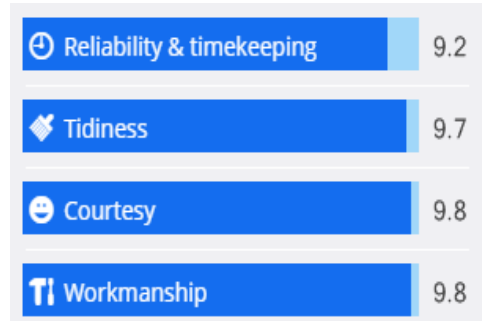 Reliability & timekeeping 9.2
Tidiness 9.7
Courtesy 9.8
Workmanship 9.8